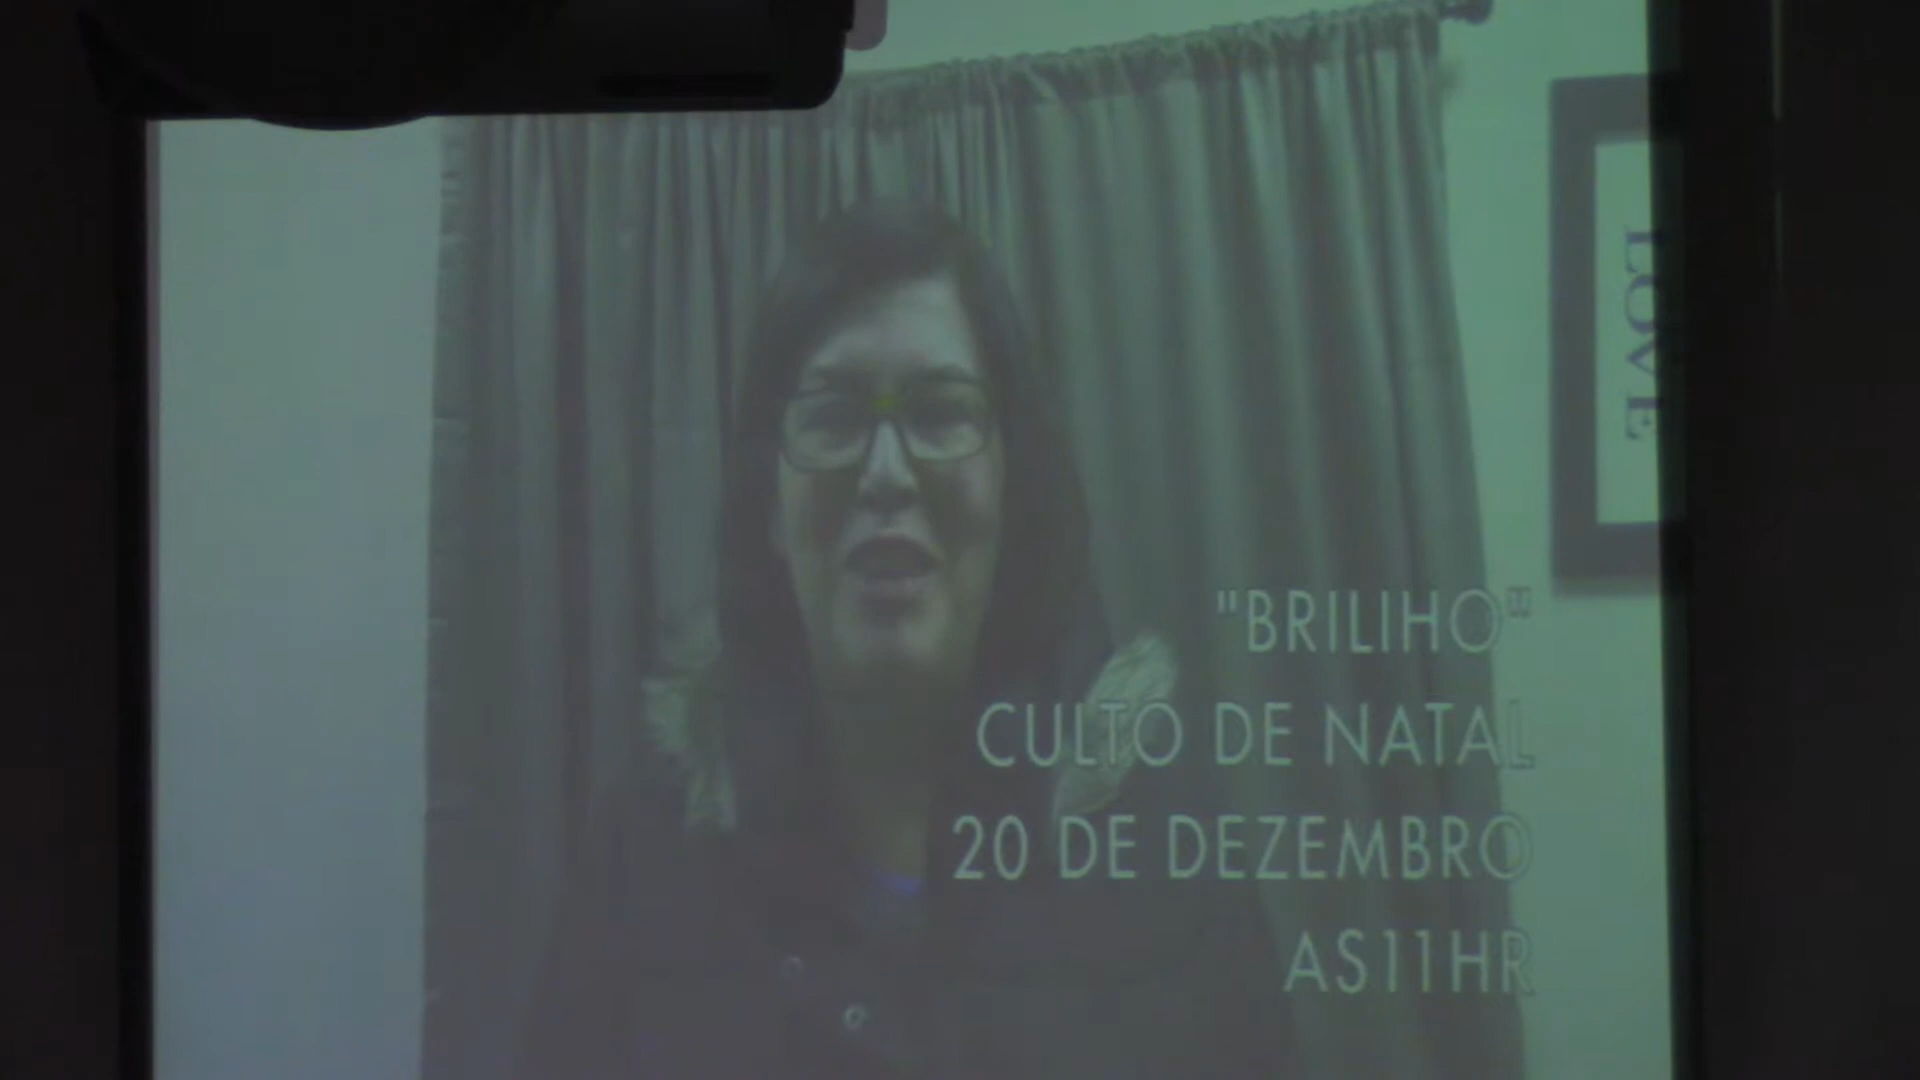 LOVE
"BRILIHO"
CULTO DE NATAL
20 DE DEZEMBRO
AS11HR